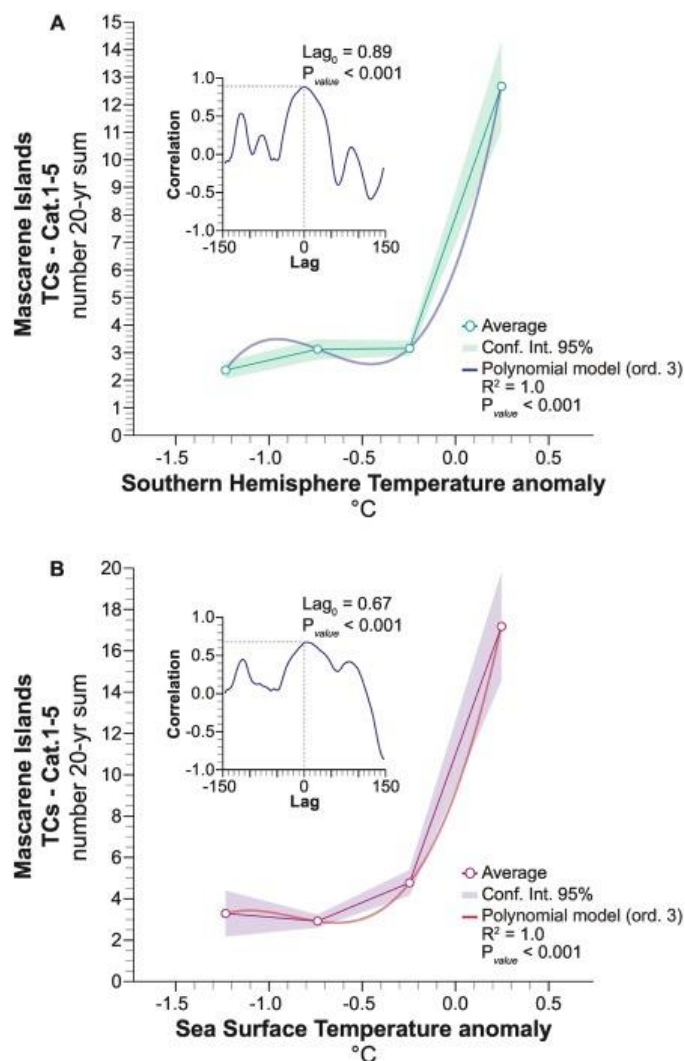 A
Mascarene Islands
TCs - Cat.1-5
number 20-yr sum
15
14
13
12
11
10
9
8
7
6
5
4
3
2
1
0
Lag0 = 0.89
Pvalue < 0.001
Correlation
1.0
0.5
0.0
-0.5
-1.0
-150
0
150
Lag
Average
Conf. Int. 95%
Polynomial model (ord. 3)
R² = 1.0
Pvalue < 0.001
-1.5
-1.0
-0.5
0.0
0.5
Southern Hemisphere Temperature anomaly
°C
B
Mascarene Islands
TCs - Cat.1-5
number 20-yr sum
20
18
16
14
12
10
8
6
4
2
0
Lag0 = 0.67
Pvalue < 0.001
Correlation
1.0
0.5
0.0
-0.5
-1.0
-150
0
150
Lag
Average
Conf. Int. 95%
Polynomial model (ord. 3)
R² = 1.0
Pvalue < 0.001
-1.5
-1.0
-0.5
0.0
0.5
Sea Surface Temperature anomaly
°C